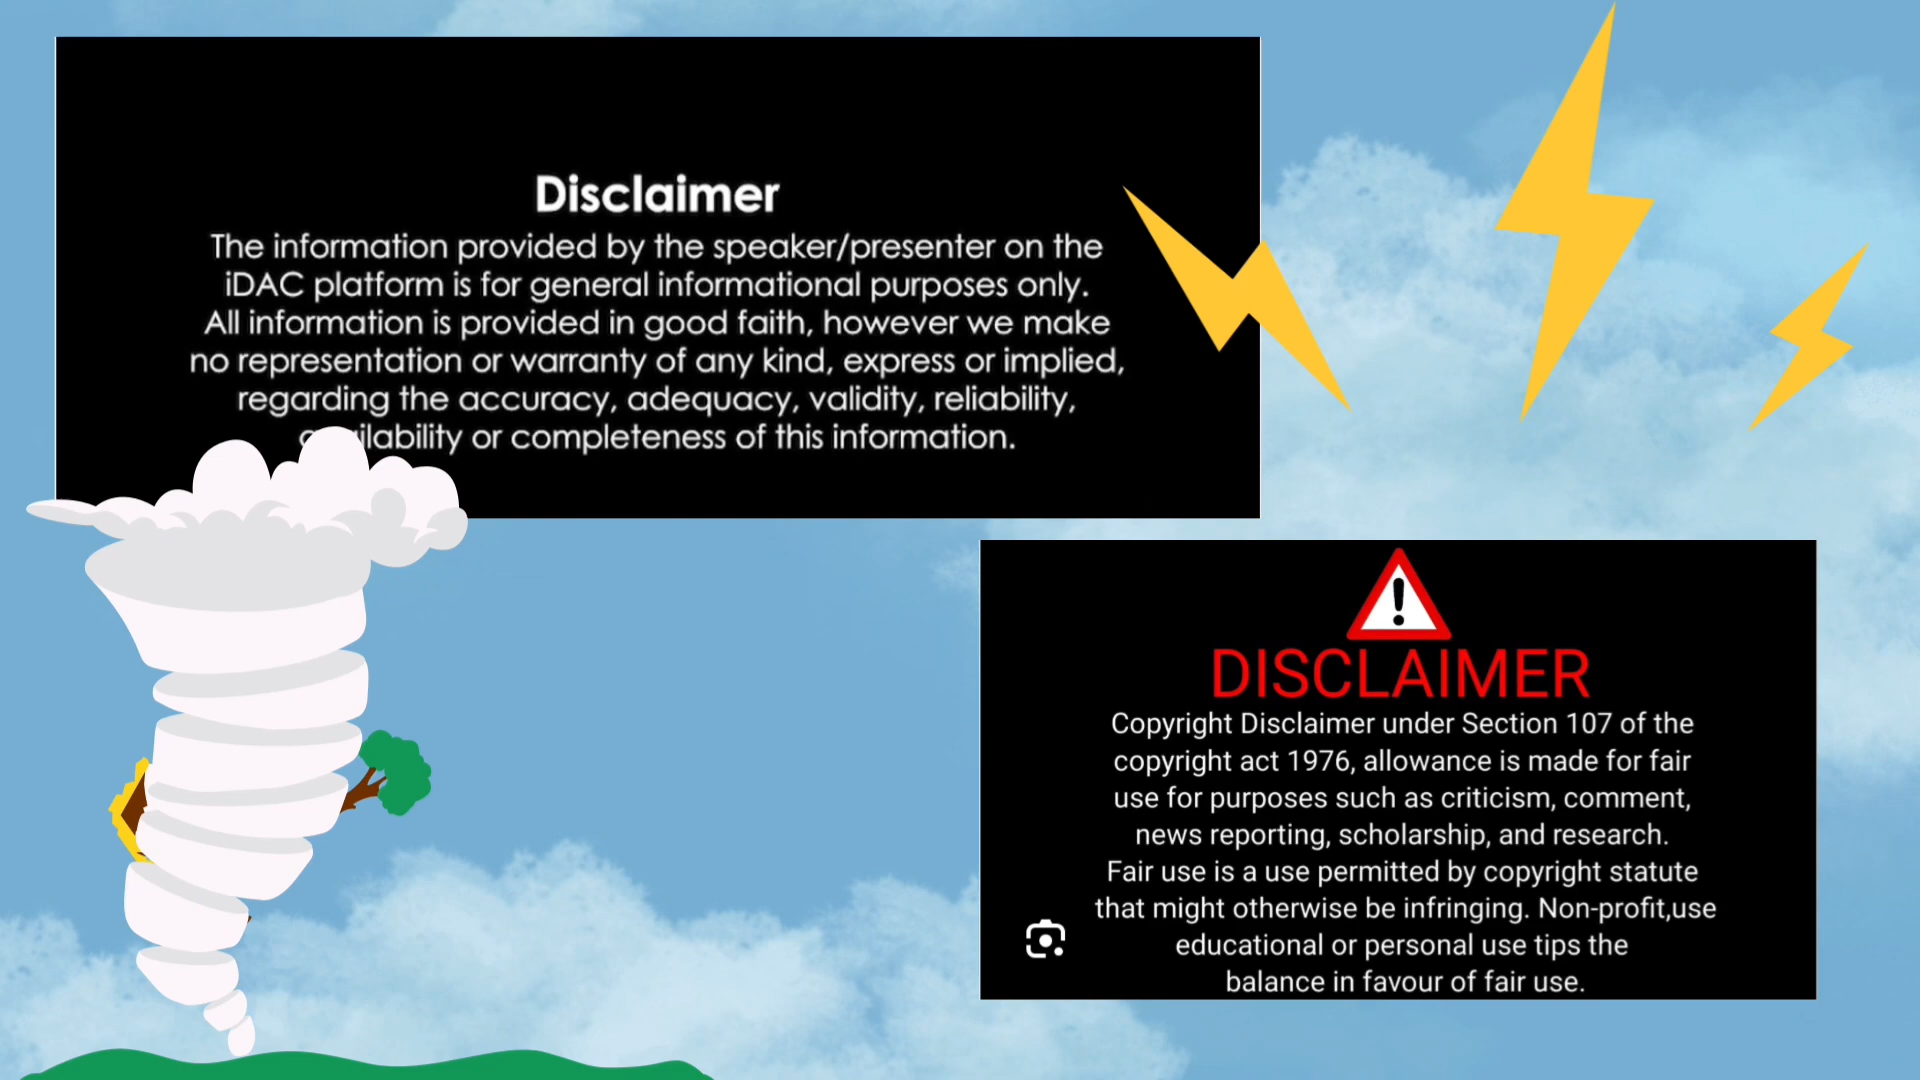 Disclaimer
The information provided by the speaker/presenter on the
iDAC platform is for general informational purposes only.
All information is provided in good faith, however we make
no representation or warranty of any kind, express or implied,
regarding the accuracy, adequacy, validity, reliability,
or completeness of this information.
DISCLAIMER
Copyright Disclaimer under Section 107 of the
copyright act 1976, allowance is made for fair
use for purposes such as criticism, comment,
news reporting, scholarship, and research.
Fair use is a use permitted by copyright statute
that might otherwise be infringing. Non-profit,use
educational or personal use tips the
balance in favour of fair use.